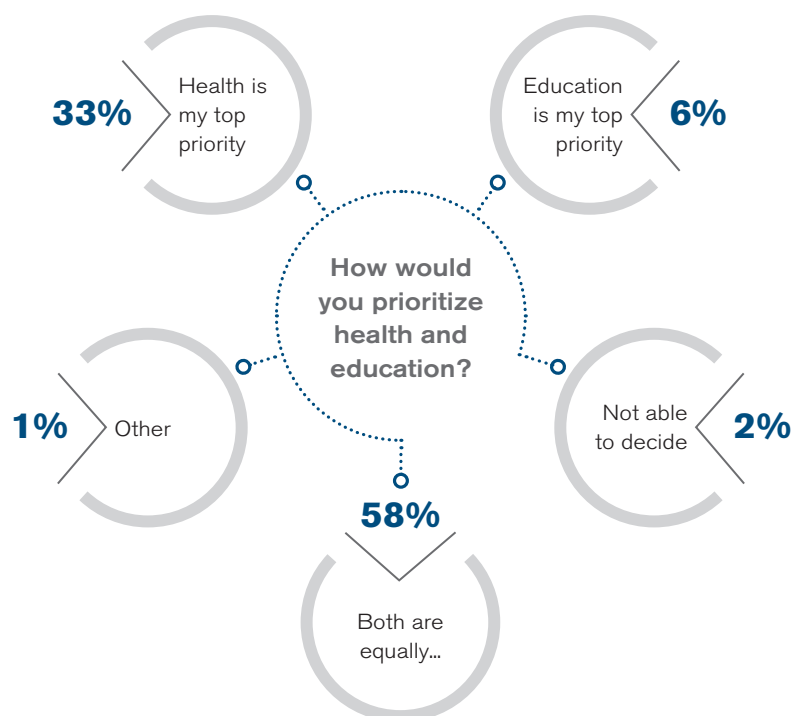 33%
Health is
my top
priority
Education
is my top
priority
6%
How would
you prioritize
health and
education?
1%
Other
Not able
to decide
2%
58%
Both are
equally...